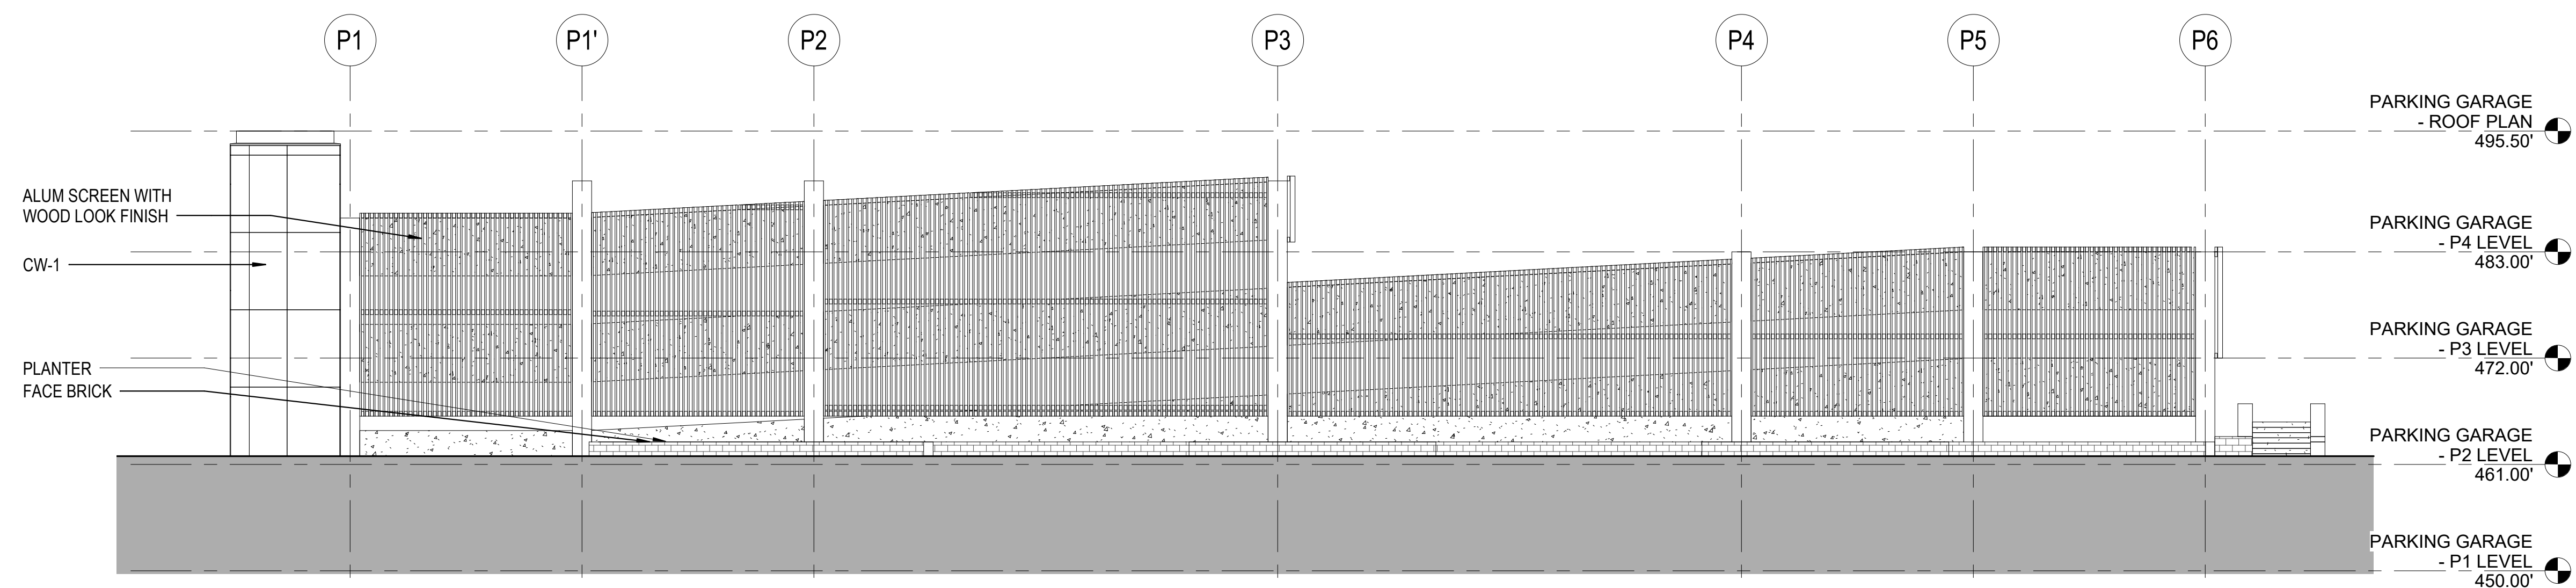 P1
P1'
P2
P3
P4
P5
P6
PARKING GARAGE
- ROOF PLAN
495.50'
ALUM SCREEN WITH
WOOD LOOK FINISH
PARKING GARAGE
- P4 LEVEL
483.00'
CW-1
PARKING GARAGE
- P3 LEVEL
472.00'
PLANTER
FACE BRICK
PARKING GARAGE
- P2 LEVEL
461.00'
PARKING GARAGE
- P1 LEVEL
450.00'